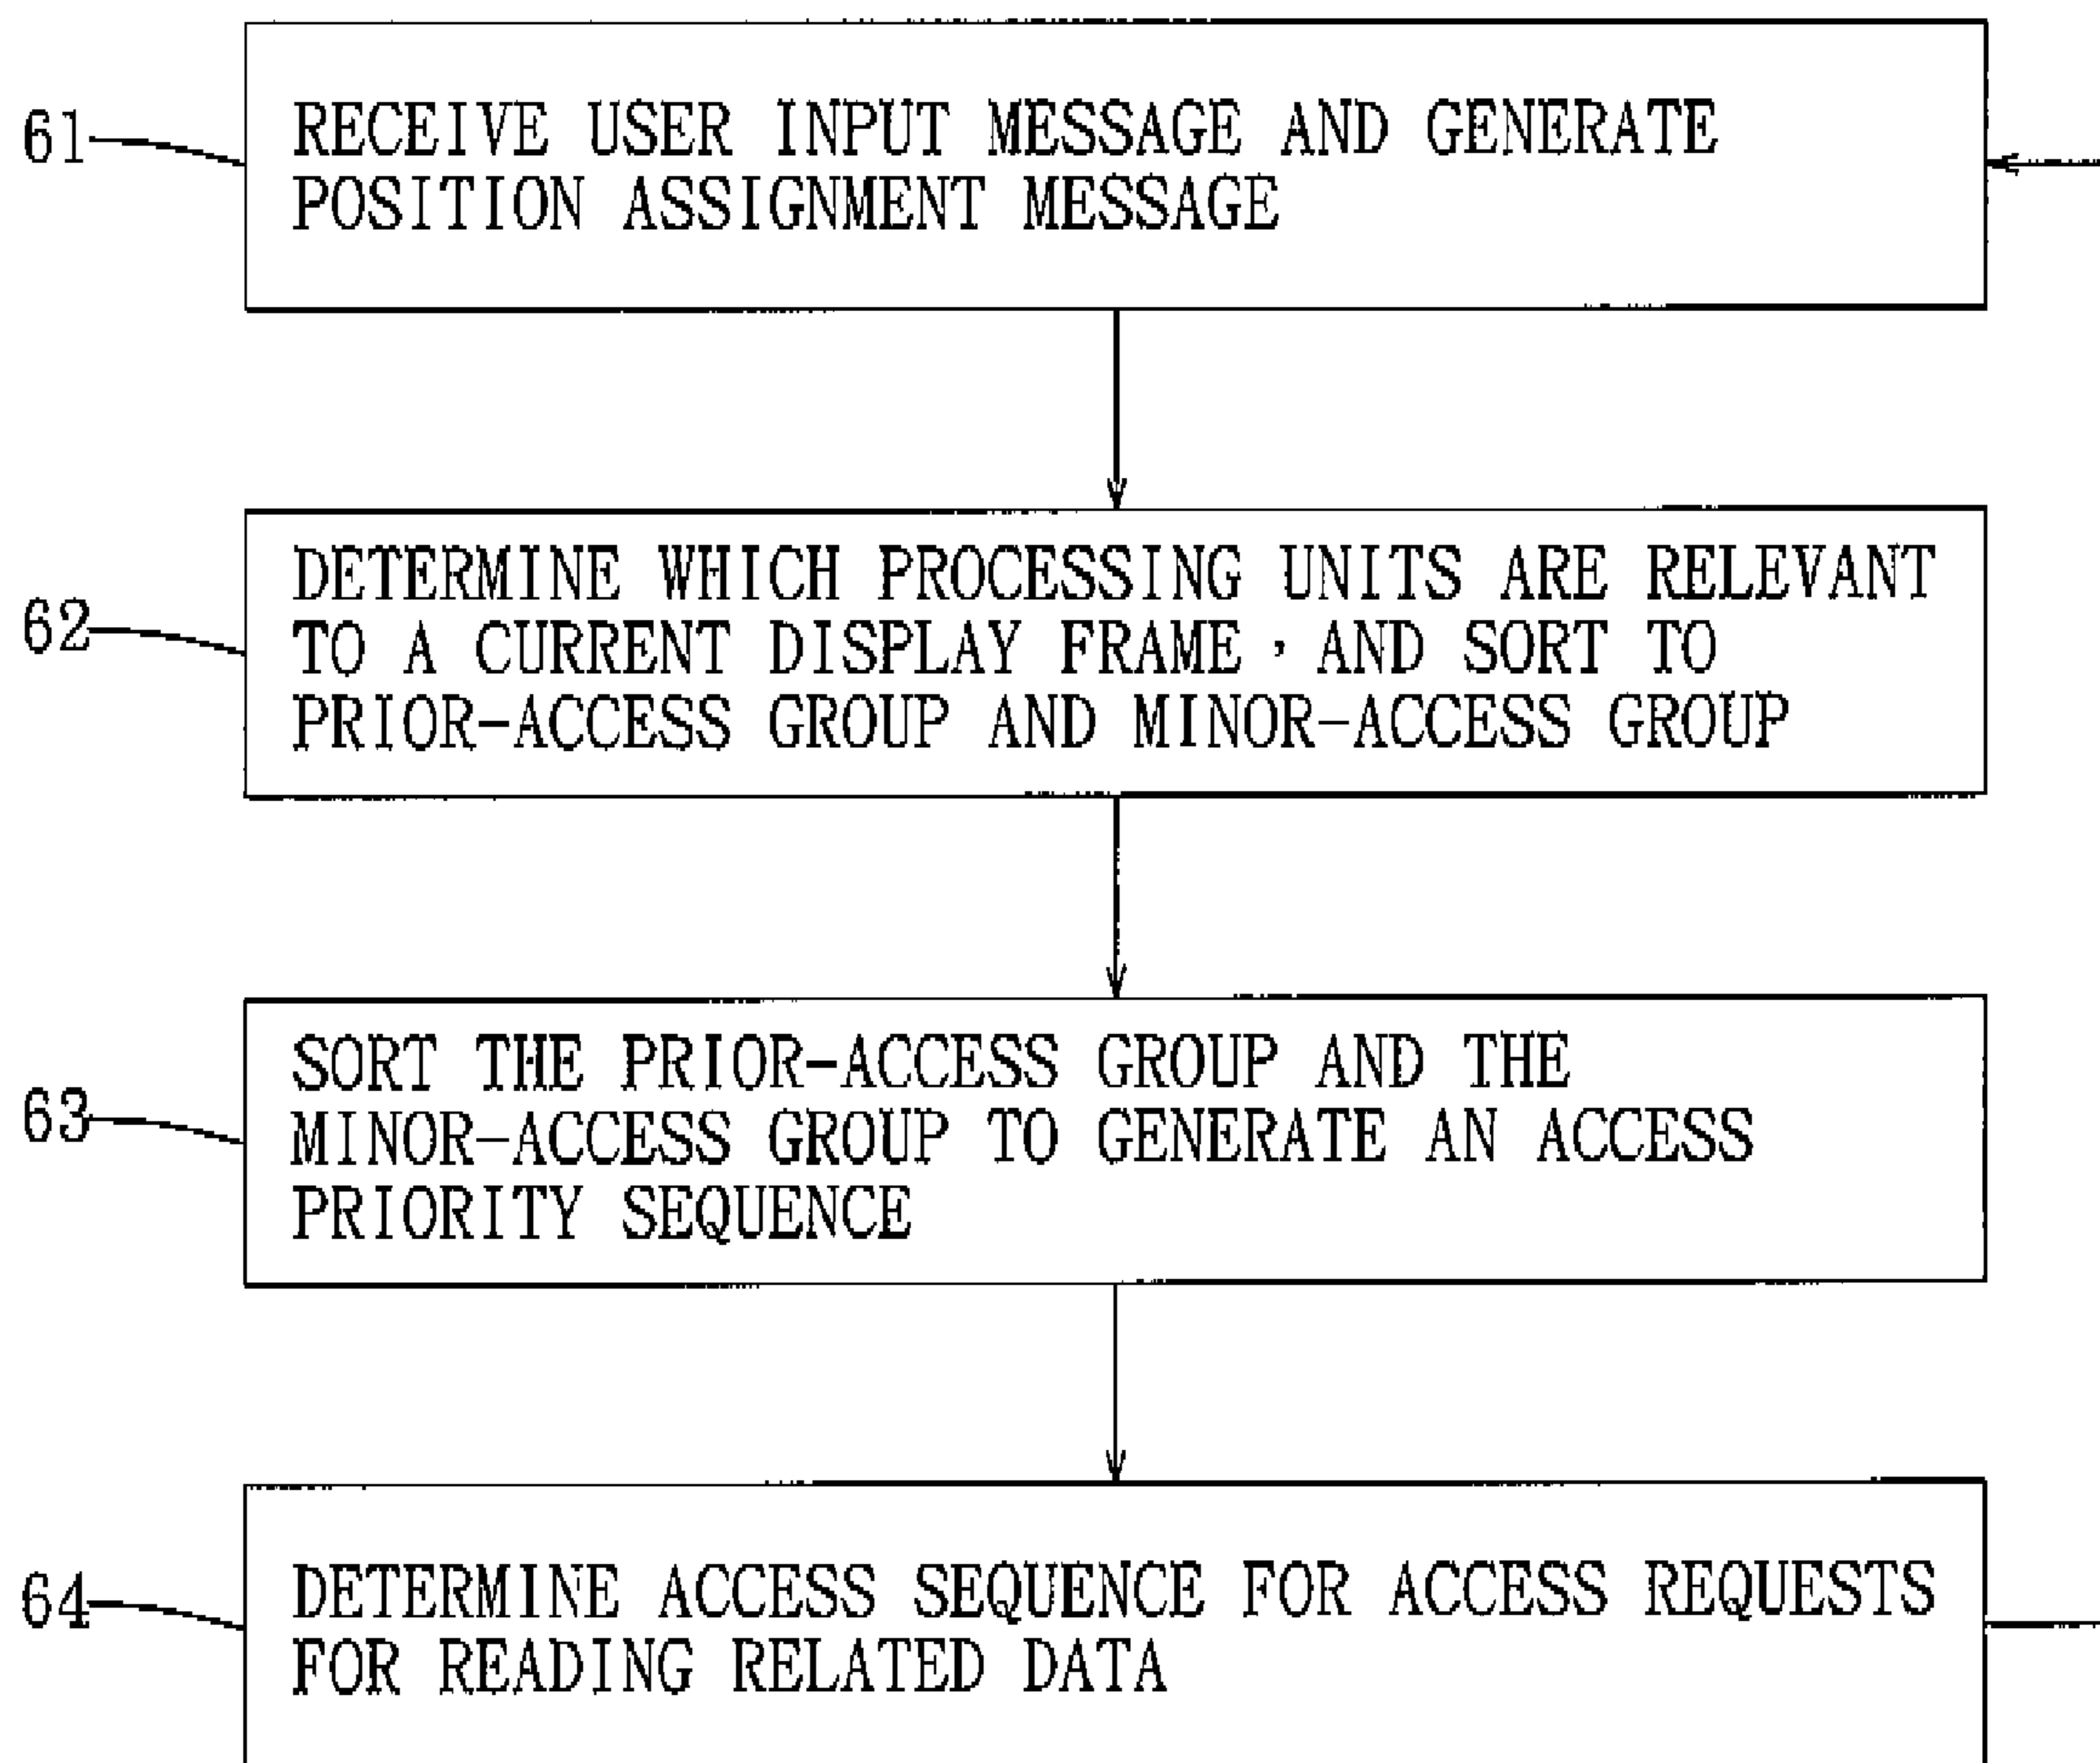 61
RECEIVE USER INPUT MESSAGE AND GENERATE
POSITION ASSIGNMENT MESSAGE
62
DETERMINE WHICH PROCESSING UNITS ARE RELEVANT
TO A CURRENT DISPLAY FRAME, AND SORT TO
PRIOR-ACCESS GROUP AND MINOR-ACCESS GROUP
63
SORT THE PRIOR-ACCESS GROUP AND THE
MINOR-ACCESS GROUP TO GENERATE AN ACCESS
PRIORITY SEQUENCE
64
DETERMINE ACCESS SEQUENCE FOR ACCESS REQUESTS
FOR READING RELATED DATA